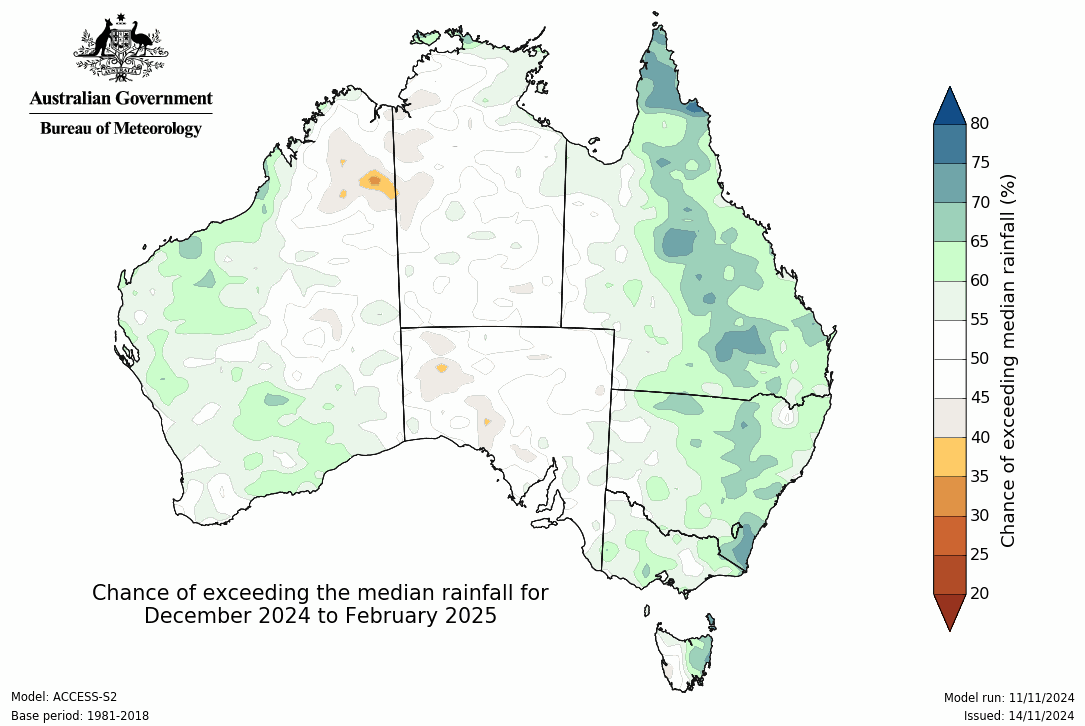 Australian Government
Bureau of Meteorology
80
75
70
65
60
55
50
45
40
35
30
25
20
Chance of exceeding median rainfall (%)
Chance of exceeding the median rainfall for
December 2024 to February 2025
Model: ACCESS-S2
Base period: 1981-2018
Model run: 11/11/2024
Issued: 14/11/2024